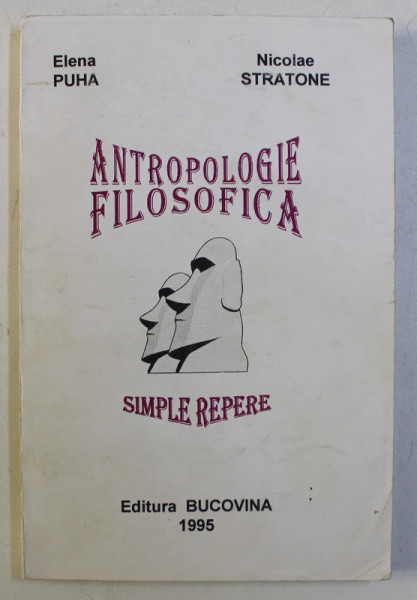 Elena PUHA
Nicolae STRATONE
ANTROPOLOGIE
FILOSOFICA
SIMPLE REPERE
Editura BUCOVINA
1995